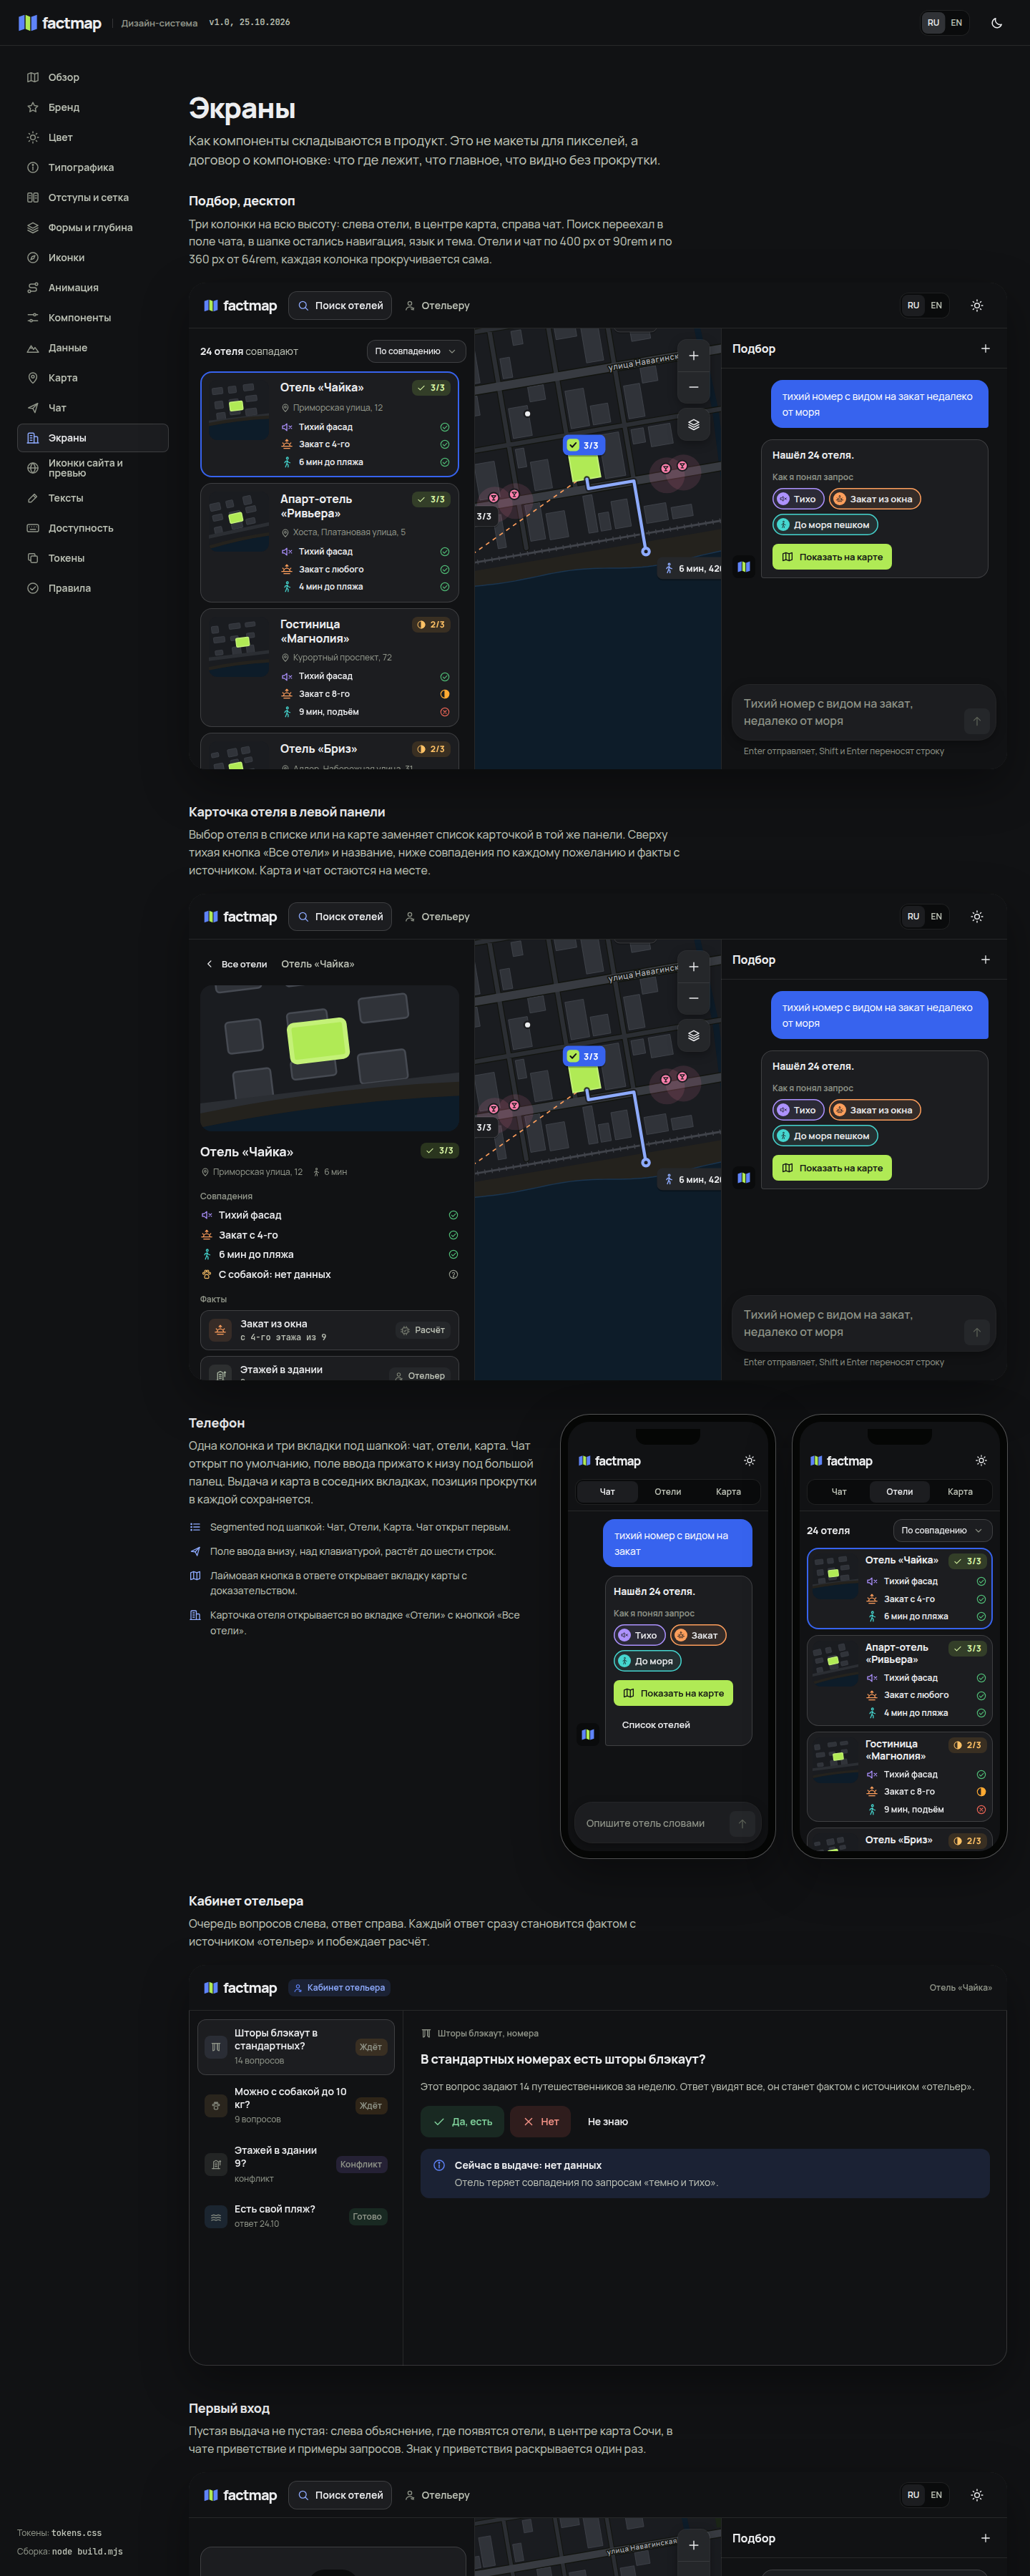 factmap
Дизайн-система
v1.0, 25.10.2026
RU EN
Обзор
Бренд
Цвет
Типографика
Отступы и сетка
Формы и глубина
Иконки
Анимация
Компоненты
Данные
Карта
Чат
Экраны
Иконки сайта и
превью
Тексты
Доступность
Токены
Правила
Токены: tokens.css
Сборка: node build.mjs
Экраны
Как компоненты складываются в продукт. Это не макеты для пикселей, а
договор о компоновке: что где лежит, что главное, что видно без прокрутки.
Подбор, десктоп
Три колонки на всю высоту: слева отели, в центре карта, справа чат. Поиск переехал в
поле чата, в шапке остались навигация, язык и тема. Отели и чат по 400 px от 90rem и по
360 px от 64rem, каждая колонка прокручивается сама.
factmap
Поиск отелей
Отельеру
RU EN
24 отеля совпадают
По совпадению
Отель «Чайка»
3/3
Приморская улица, 12
Тихий фасад
Закат с 4-го
6 мин до пляжа
Апарт-отель
«Ривьера»
3/3
Хоста, Платановая улица, 5
Тихий фасад
Закат с любого
4 мин до пляжа
Гостиница
«Магнолия»
2/3
Курортный проспект, 72
Тихий фасад
Закат с 8-го
9 мин, подъём
Отель «Бриз»
2/3
улица Навагинск
3/3
3/3
6 мин, 42
Подбор
тихий номер с видом на закат недалеко
от моря
Нашёл 24 отеля.
Как я понял запрос
Тихо
Закат из окна
До моря пешком
Показать на карте
Тихий номер с видом на закат,
недалеко от моря
Enter отправляет, Shift и Enter переносят строку
Карточка отеля в левой панели
Выбор отеля в списке или на карте заменяет список карточкой в той же панели. Сверху
тихая кнопка «Все отели» и название, ниже совпадения по каждому пожеланию и факты с
источником. Карта и чат остаются на месте.
factmap
Поиск отелей
Отельеру
RU EN
Все отели
Отель «Чайка»
Отель «Чайка»
3/3
Приморская улица, 12
6 мин
Совпадения
Тихий фасад
Закат с 4-го
6 мин до пляжа
С собакой: нет данных
Факты
Закат из окна
с 4-го этажа из 9
Расчёт
Этажей в здании
Отельер
улица Навагинск
3/3
3/3
6 мин, 42
Подбор
тихий номер с видом на закат недалеко
от моря
Нашёл 24 отеля.
Как я понял запрос
Тихо
Закат из окна
До моря пешком
Показать на карте
Тихий номер с видом на закат,
недалеко от моря
Enter отправляет, Shift и Enter переносят строку
Телефон
Одна колонка и три вкладки под шапкой: чат, отели, карта. Чат
открыт по умолчанию, поле ввода прижато к низу под большой
палец. Выдача и карта в соседних вкладках, позиция прокрутки
в каждой сохраняется.
Segmented под шапкой: Чат, Отели, Карта. Чат открыт первым.
Поле ввода внизу, над клавиатурой, растёт до шести строк.
Лаймовая кнопка в ответе открывает вкладку карты с
доказательством.
Карточка отеля открывается во вкладке «Отели» с кнопкой «Все
отели».
factmap
Чат
Отели
Карта
тихий номер с видом на
закат
Нашёл 24 отеля.
Как я понял запрос
Тихо
Закат
До моря
Показать на карте
Список отелей
Опишите отель словами
factmap
Чат
Отели
Карта
24 отеля
По совпадению
Отель «Чайка»
3/3
Тихий фасад
Закат с 4-го
6 мин до пляжа
Апарт-отель
«Ривьера»
3/3
Тихий фасад
Закат с любого
4 мин до пляжа
Гостиница
«Магнолия»
2/3
Тихий фасад
Закат с 8-го
9 мин, подъём
Отель «Бриз»
2/3
Кабинет отельера
Очередь вопросов слева, ответ справа. Каждый ответ сразу становится фактом с
источником «отельер» и побеждает расчёт.
factmap
Кабинет отельера
Отель «Чайка»
Шторы блэкаут в
стандартных?
14 вопросов
Ждёт
Можно с собакой до 10
кг?
9 вопросов
Ждёт
Этажей в здании
9?
конфликт
Конфликт
Есть свой пляж?
ответ 24.10
Готово
Шторы блэкаут, номера
В стандартных номерах есть шторы блэкаут?
Этот вопрос задают 14 путешественников за неделю. Ответ увидят все, он станет фактом с источником «отельер».
Да, есть
Нет
Не знаю
Сейчас в выдаче: нет данных
Отель теряет совпадения по запросам «темно и тихо».
Первый вход
Пустая выдача не пустая: слева объяснение, где появятся отели, в центре карта Сочи, в
чате приветствие и примеры запросов. Знак у приветствия раскрывается один раз.
factmap
Поиск отелей
Отельеру
RU EN
улица Навагинская
Подбор